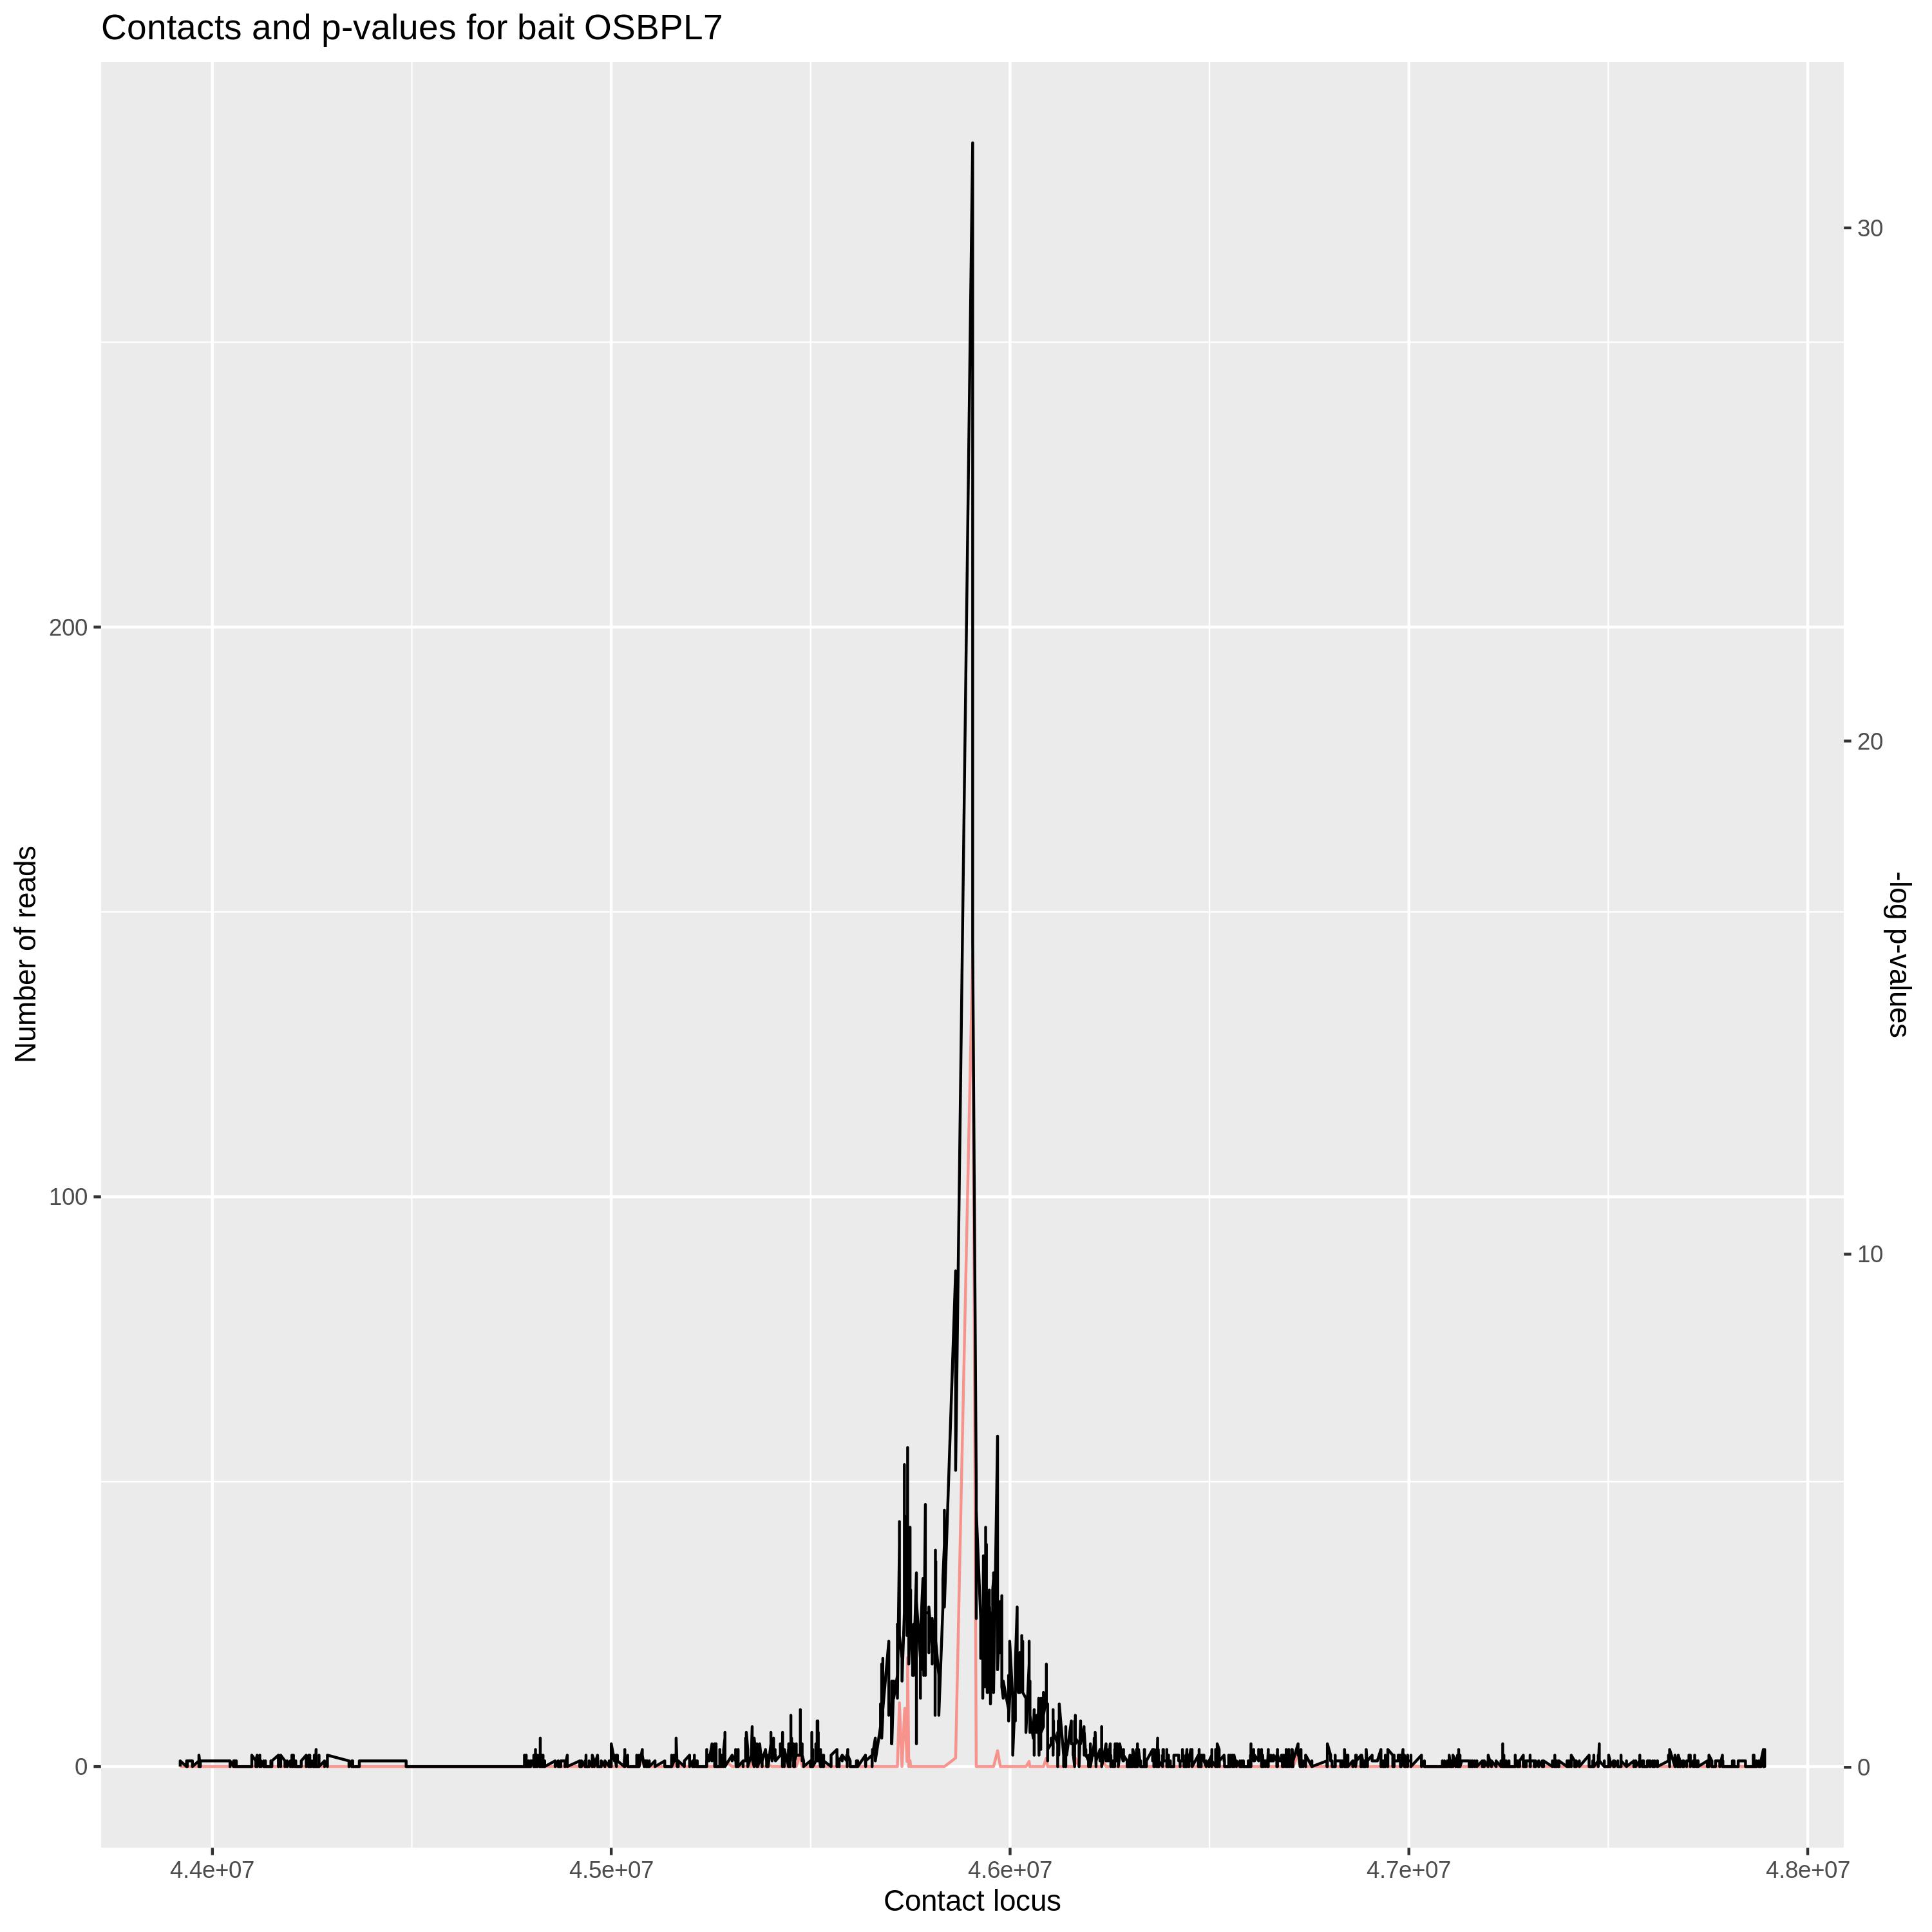 Contacts and p-values for bait OSBPL7
Number of reads
200
100
0
30
20
10
0
-log p-values
4.4e+07
4.5e+07
4.6e+07
4.7e+07
4.8e+07
Contact locus